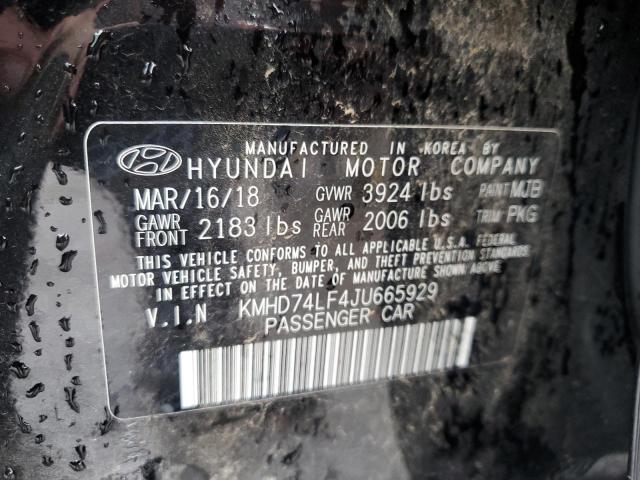 MANUFACTURED IN KOREA BY
HYUNDAI MOTOR COMPANY
MAR/16/18 GVWR 3924 lbs PAINT MJB
GAWR FRONT 2183 lbs GAWR REAR 2006 lbs TRIM PKG
THIS VEHICLE CONFORMS TO ALL APPLICABLE U.S.A. FEDERAL
MOTOR VEHICLE SAFETY, BUMPER, AND THEFT PREVENTION STANDARDS
IN EFFECT ON THE DATE OF MANUFACTURE SHOWN ABOVE.
V.I.N KMHD74LF4JU665929
PASSENGER CAR